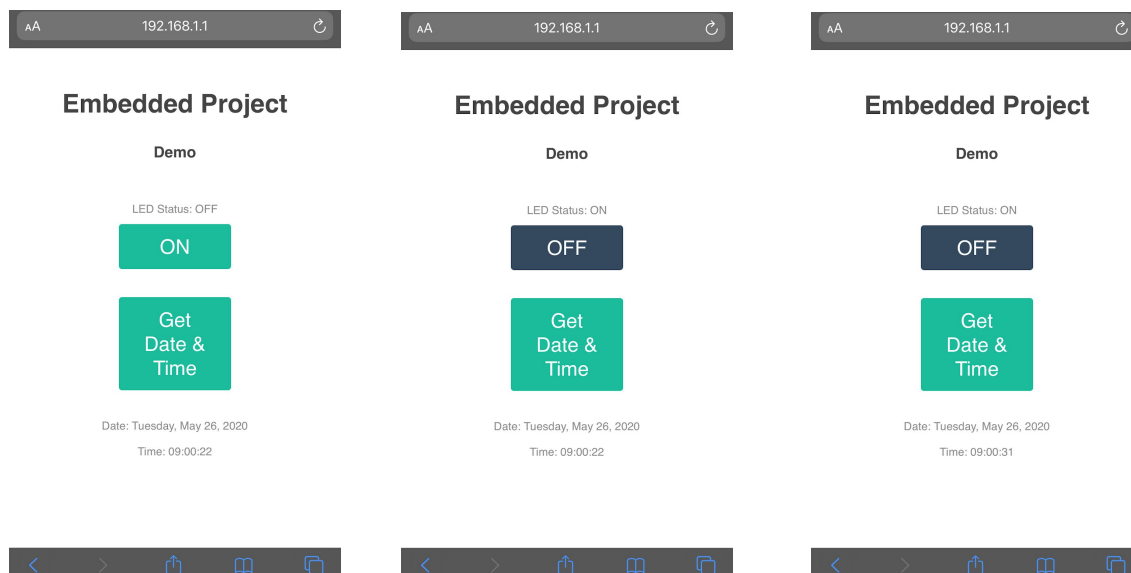 AA 192.168.1.1
Embedded Project
Demo
LED Status: OFF
ON
Get
Date &
Time
Date: Tuesday, May 26, 2020
Time: 09:00:22
AA 192.168.1.1
Embedded Project
Demo
LED Status: ON
OFF
Get
Date &
Time
Date: Tuesday, May 26, 2020
Time: 09:00:22
AA 192.168.1.1
Embedded Project
Demo
LED Status: ON
OFF
Get
Date &
Time
Date: Tuesday, May 26, 2020
Time: 09:00:31